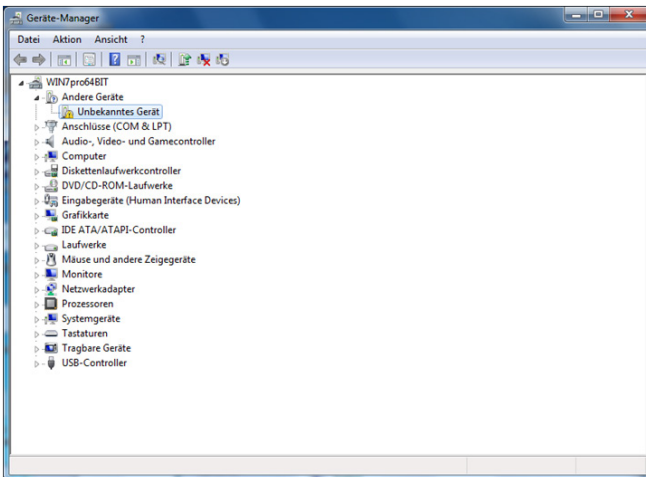 Geräte-Manager
Datei Aktion Ansicht ?
WIN7pro64BIT
Andere Geräte
Unbekanntes Gerät
Anschlüsse (COM & LPT)
Audio-, Video- und Gamecontroller
Computer
Diskettenlaufwerkcontroller
DVD/CD-ROM-Laufwerke
Eingabegeräte (Human Interface Devices)
Grafikkarte
IDE ATA/ATAPI-Controller
Laufwerke
Mäuse und andere Zeigegeräte
Monitore
Netzwerkadapter
Prozessoren
Systemgeräte
Tastaturen
Tragbare Geräte
USB-Controller